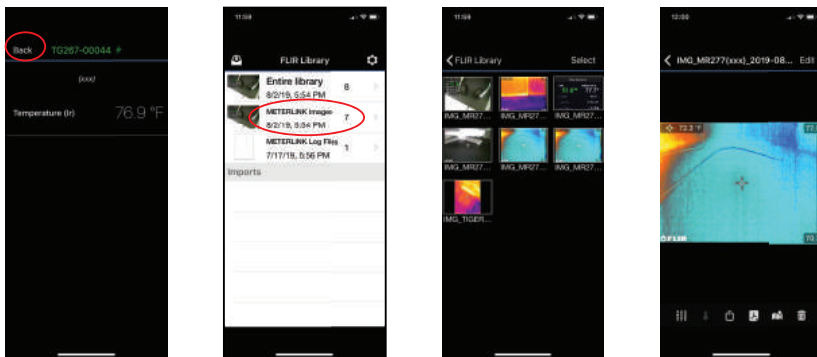 Back TG267-00044
(xxx)
Temperature (Ir) 76.9 °F
11:59
FLIR Library
Entire library
8/2/19, 5:54 PM
8
METERLINK Images
8/2/19, 5:54 PM
7
METERLINK Log Files
7/17/19, 5:56 PM
1
Imports
11:59
FLIR Library Select
IMG_MR27... IMG_MR27... IMG_MR27...
IMG_MR27... IMG_MR27... IMG_MR27...
IMG_TIGER...
12:00
IMG_MR277(xxx)_2019-08... Edit
72.3 °F
77.
FLIR
70.